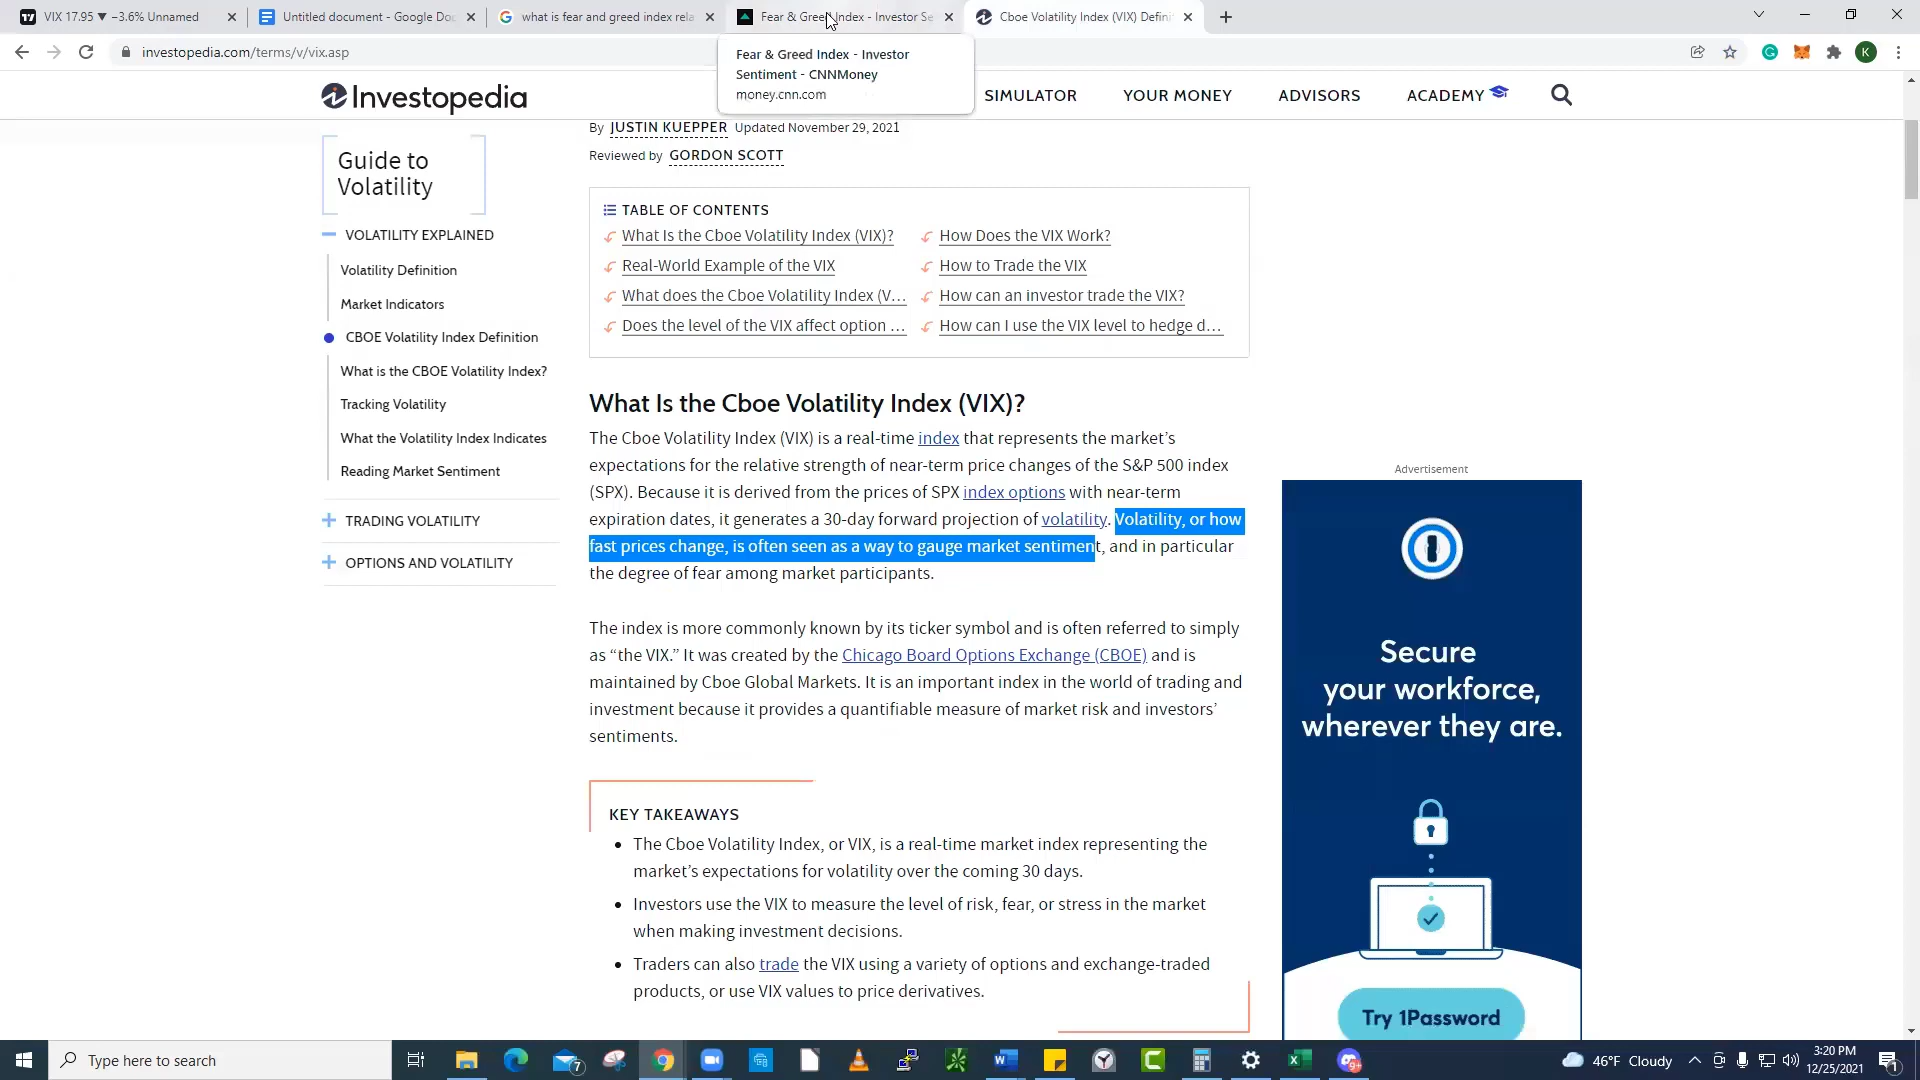 VIX 17.95 ▼ −3.6% Unnamed
Untitled document - Google Doc
what is fear and greed index rela
Fear & Greed Index - Investor Se
Cboe Volatility Index (VIX) Defini
investopedia.com/terms/v/vix.asp
K
Fear & Greed Index - Investor
Sentiment - CNNMoney
money.cnn.com
Investopedia
SIMULATOR
YOUR MONEY
ADVISORS
ACADEMY
By JUSTIN KUEPPER Updated November 29, 2021
Reviewed by GORDON SCOTT
Guide to
Volatility
VOLATILITY EXPLAINED
Volatility Definition
Market Indicators
CBOE Volatility Index Definition
What is the CBOE Volatility Index?
Tracking Volatility
What the Volatility Index Indicates
Reading Market Sentiment
TRADING VOLATILITY
OPTIONS AND VOLATILITY
TABLE OF CONTENTS
What Is the Cboe Volatility Index (VIX)?
How Does the VIX Work?
Real-World Example of the VIX
How to Trade the VIX
What does the Cboe Volatility Index (V...
How can an investor trade the VIX?
Does the level of the VIX affect option ...
How can I use the VIX level to hedge d...
What Is the Cboe Volatility Index (VIX)?
The Cboe Volatility Index (VIX) is a real-time index that represents the market’s
expectations for the relative strength of near-term price changes of the S&P 500 index
(SPX). Because it is derived from the prices of SPX index options with near-term
expiration dates, it generates a 30-day forward projection of volatility. Volatility, or how
fast prices change, is often seen as a way to gauge market sentiment, and in particular
the degree of fear among market participants.
The index is more commonly known by its ticker symbol and is often referred to simply
as “the VIX.” It was created by the Chicago Board Options Exchange (CBOE) and is
maintained by Cboe Global Markets. It is an important index in the world of trading and
investment because it provides a quantifiable measure of market risk and investors’
sentiments.
KEY TAKEAWAYS
The Cboe Volatility Index, or VIX, is a real-time market index representing the
market’s expectations for volatility over the coming 30 days.
Investors use the VIX to measure the level of risk, fear, or stress in the market
when making investment decisions.
Traders can also trade the VIX using a variety of options and exchange-traded
products, or use VIX values to price derivatives.
Advertisement
Secure
your workforce,
wherever they are.
Try 1Password
Type here to search
7
9+
46°F Cloudy
3:20 PM
12/25/2021
1